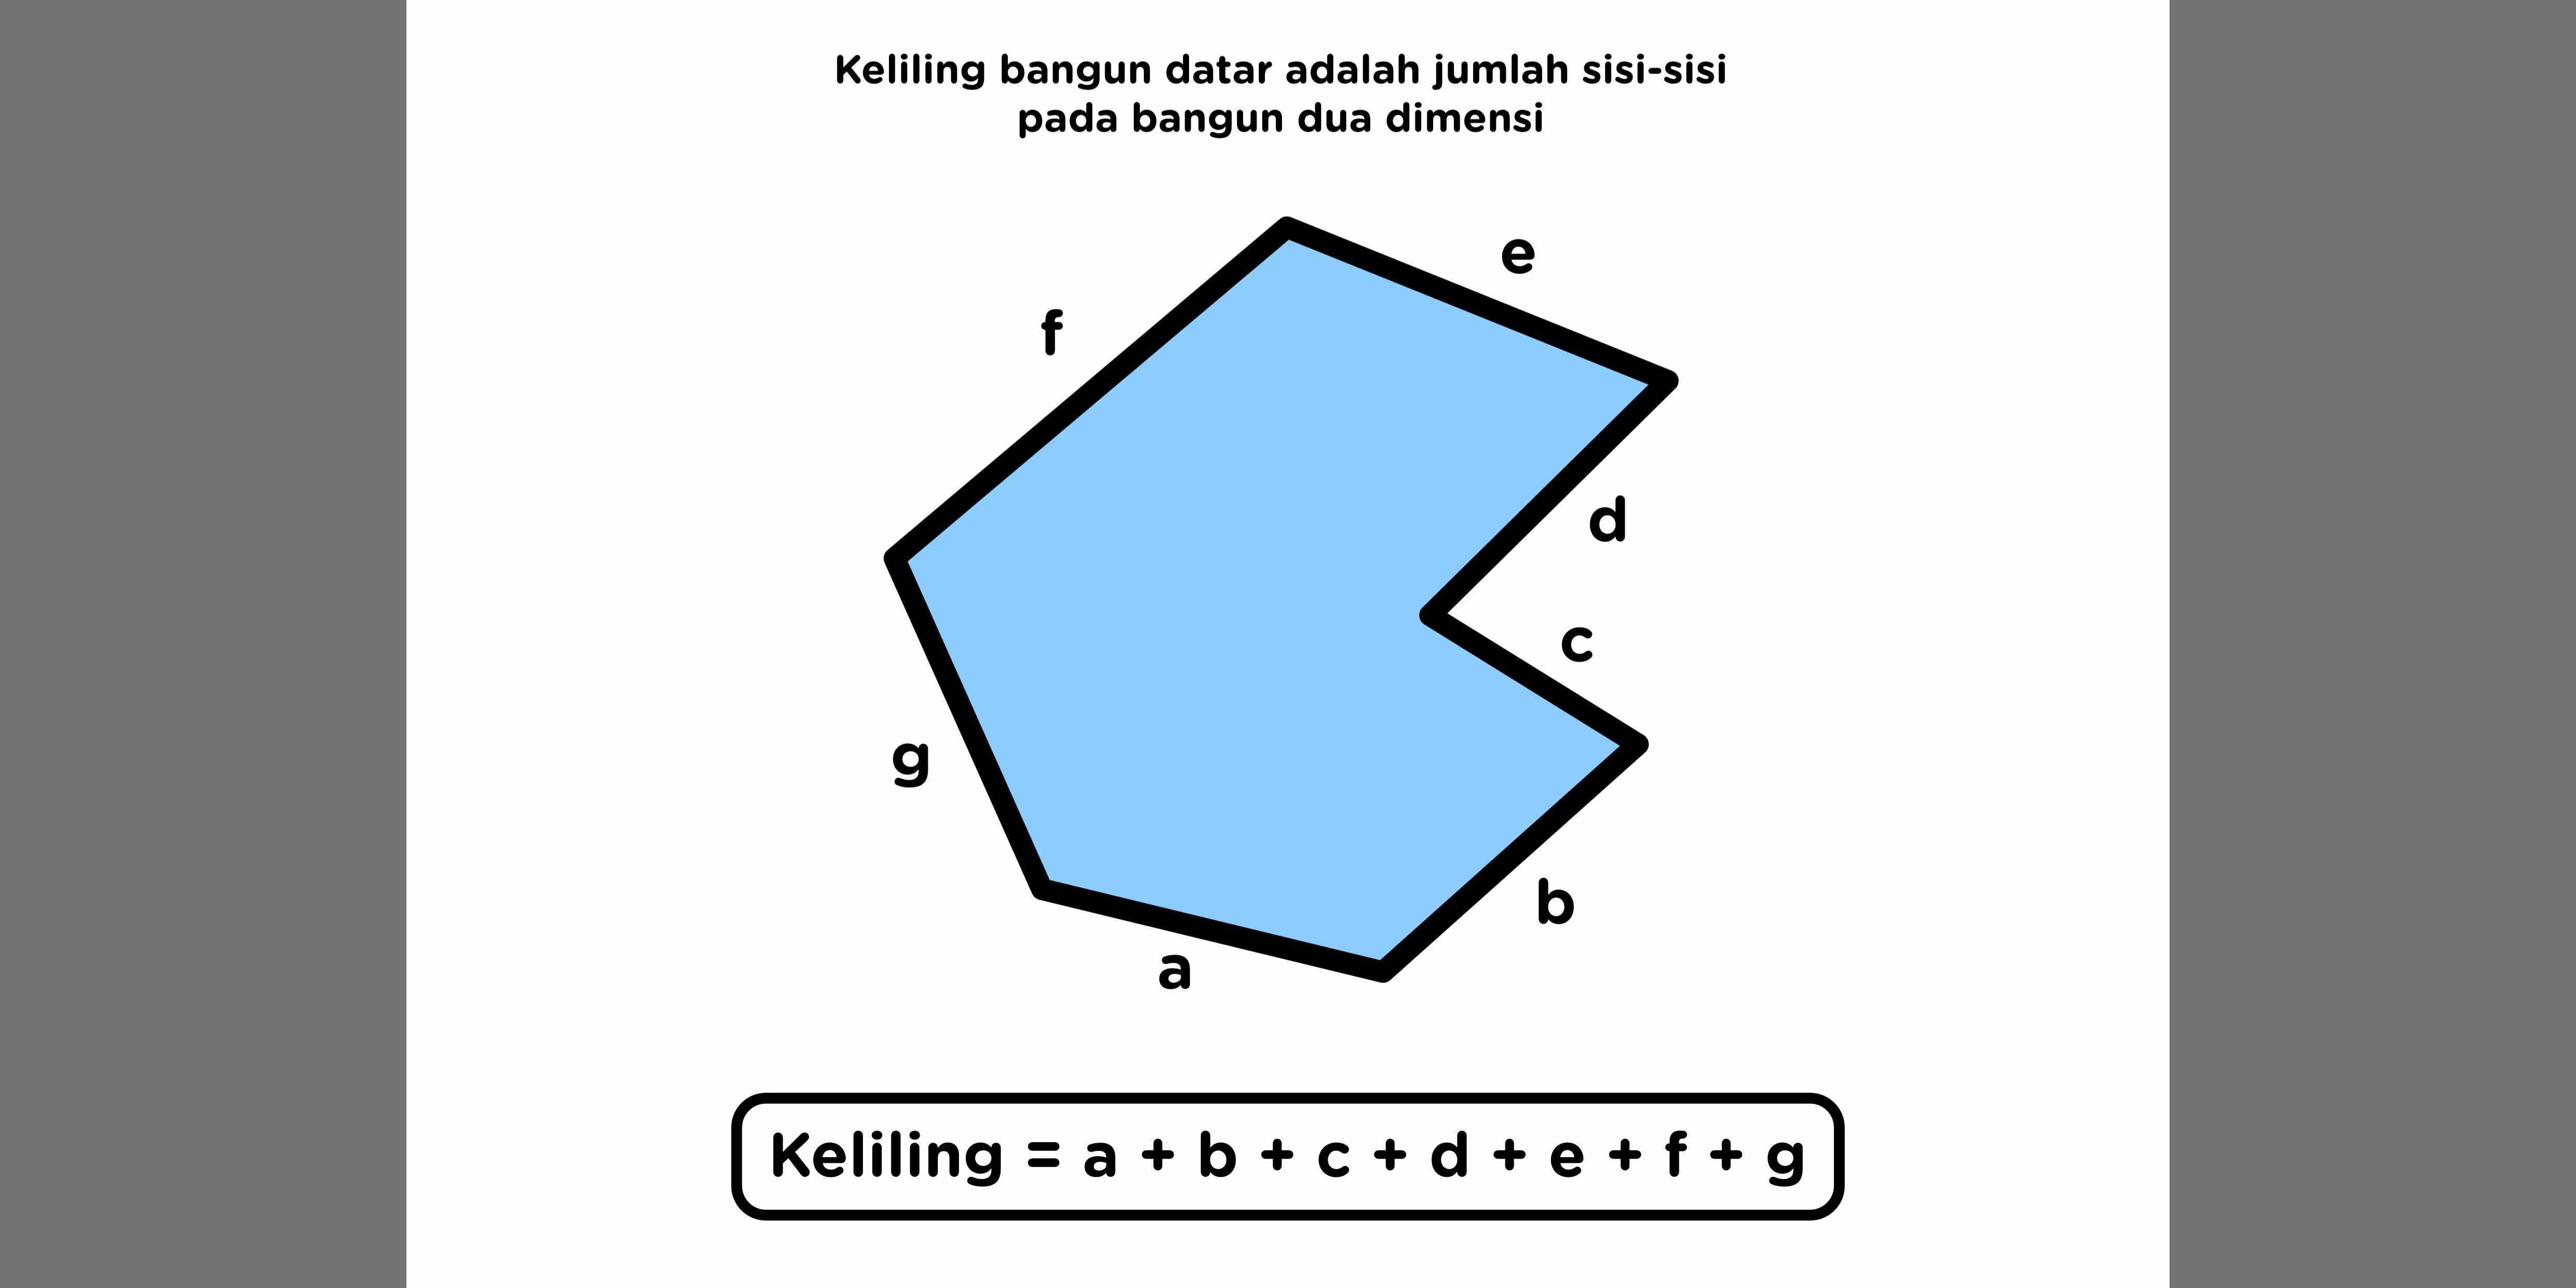 Keliling bangun datar adalah jumlah sisi-sisi
pada bangun dua dimensi
e
f
d
c
g
b
a
Keliling = a + b + c + d + e + f + g